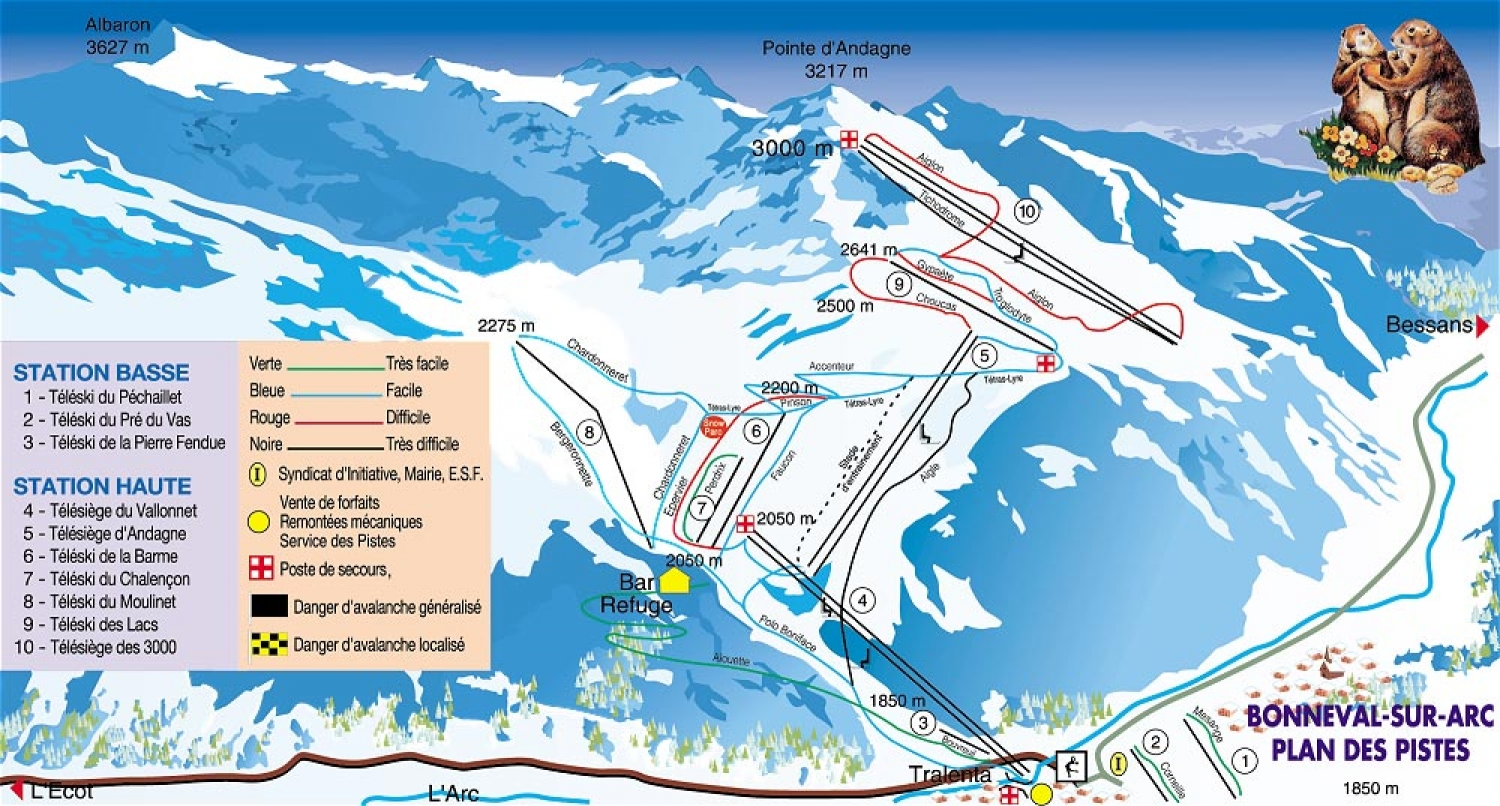 Albaron
3627 m
Pointe d'Andagne
3217 m
3000 m
Aiglon
Tichodrome
10
2641 m
Gypaète
9
Choucas
Troglodyte
Aiglon
2500 m
Bessans
2275 m
Chardonneret
5
Accenteur
Tétras-Lyre
2200 m
Pinson
Tétras-Lyre
Tétras-Lyre
Snow
Parc
6
8
Bergeronnette
Chardonneret
Epervier
Perdrix
7
Faucon
Stade
d'entrainement
Aigle
2050 m
2050 m
Bar
Refuge
4
Polo Boniface
Alouette
1850 m
3
Bouvreuil
Tralenta
L'Ecot
L'Arc
I
2
Corneille
Mésange
1
STATION BASSE
1 - Téléski du Péchaillet
2 - Téléski du Pré du Vas
3 - Téléski de la Pierre Fendue
STATION HAUTE
4 - Télésiège du Vallonnet
5 - Télésiège d'Andagne
6 - Téléski de la Barme
7 - Téléski du Chalençon
8 - Téléski du Moulinet
9 - Téléski des Lacs
10 - Télésiège des 3000
Verte Très facile
Bleue Facile
Rouge Difficile
Noire Très difficile
I Syndicat d'Initiative, Mairie, E.S.F.
Vente de forfaits
Remontées mécaniques
Service des Pistes
Poste de secours,
Danger d'avalanche généralisé
Danger d'avalanche localisé
BONNEVAL-SUR-ARC
PLAN DES PISTES
1850 m